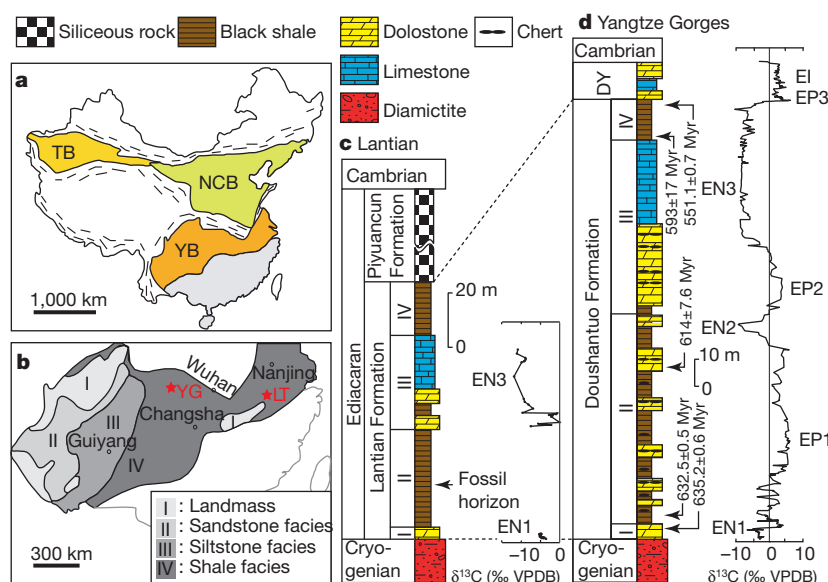 Siliceous rock
Black shale
Dolostone
Chert
Limestone
Diamictite
a
TB
NCB
YB
1,000 km
b
Wuhan
Nanjing
YG
LT
Changsha
I
I
II
III
Guiyang
IV
I : Landmass
II : Sandstone facies
III : Siltstone facies
IV : Shale facies
300 km
c Lantian
Cambrian
Piyuancun
Formation
Ediacaran
Lantian Formation
IV
III
II
I
Cryo-
genian
20 m
0
EN3
Fossil
horizon
EN1
−10 0
δ13C (‰ VPDB)
d Yangtze Gorges
Cambrian
DY
Doushantuo Formation
IV
III
II
I
Cryo-
genian
593±17 Myr
551.1±0.7 Myr
614±7.6 Myr
10 m
0
632.5±0.5 Myr
635.2±0.6 Myr
EI
EP3
EN3
EP2
EN2
EP1
EN1
−10 0 10
δ13C (‰ VPDB)